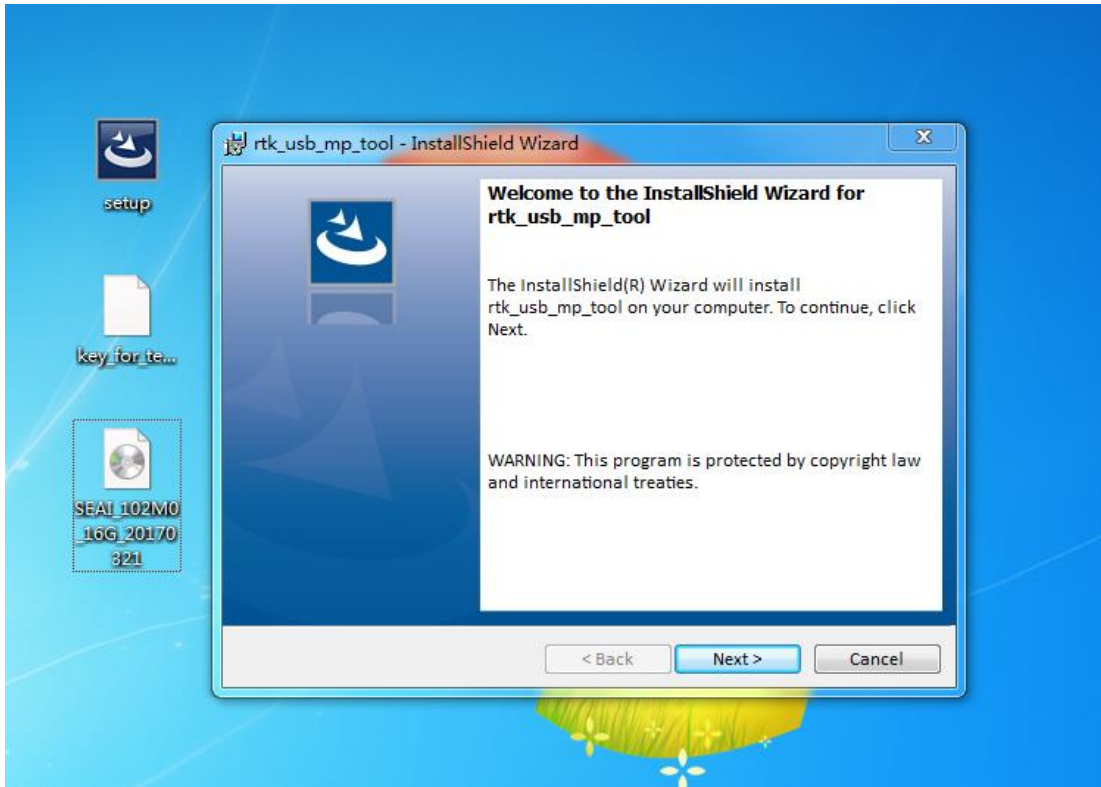 setup
key_for_te...
SEAI_102M0
_16G_20170
321
rtk_usb_mp_tool - InstallShield Wizard
Welcome to the InstallShield Wizard for
rtk_usb_mp_tool
The InstallShield(R) Wizard will install
rtk_usb_mp_tool on your computer. To continue, click
Next.
WARNING: This program is protected by copyright law
and international treaties.
< Back
Next >
Cancel